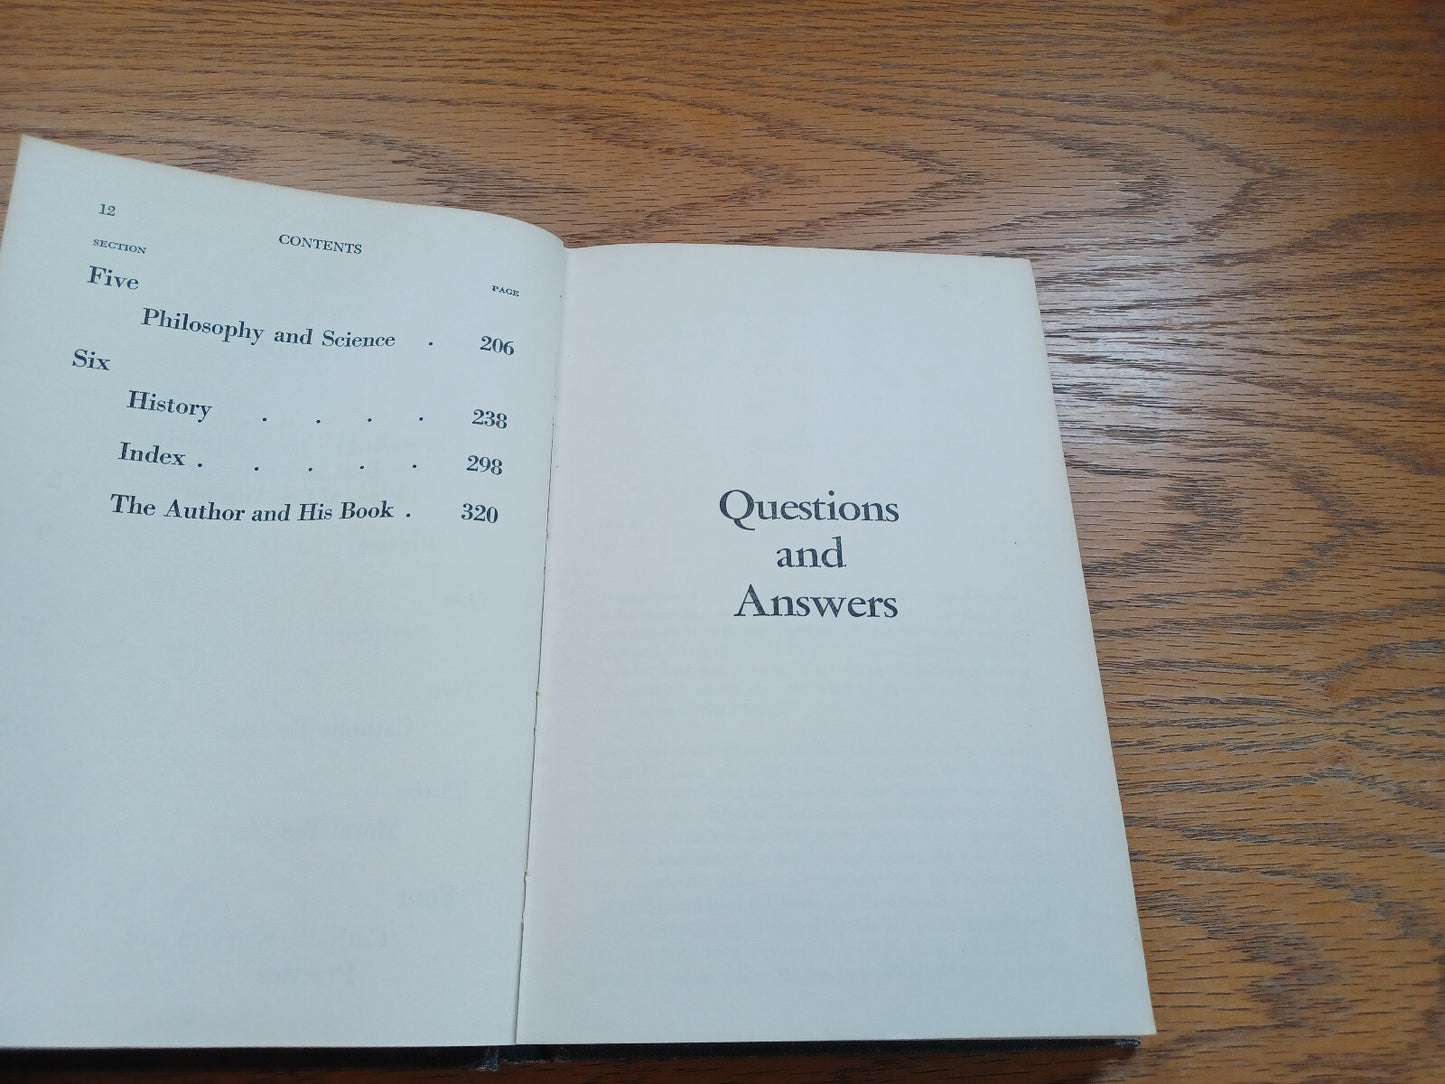 12
CONTENTS
SECTION
PAGE
Five
Philosophy and Science . 206
Six
History . . . . 238
Index . . . . . 298
The Author and His Book . 320
Questions
and
Answers